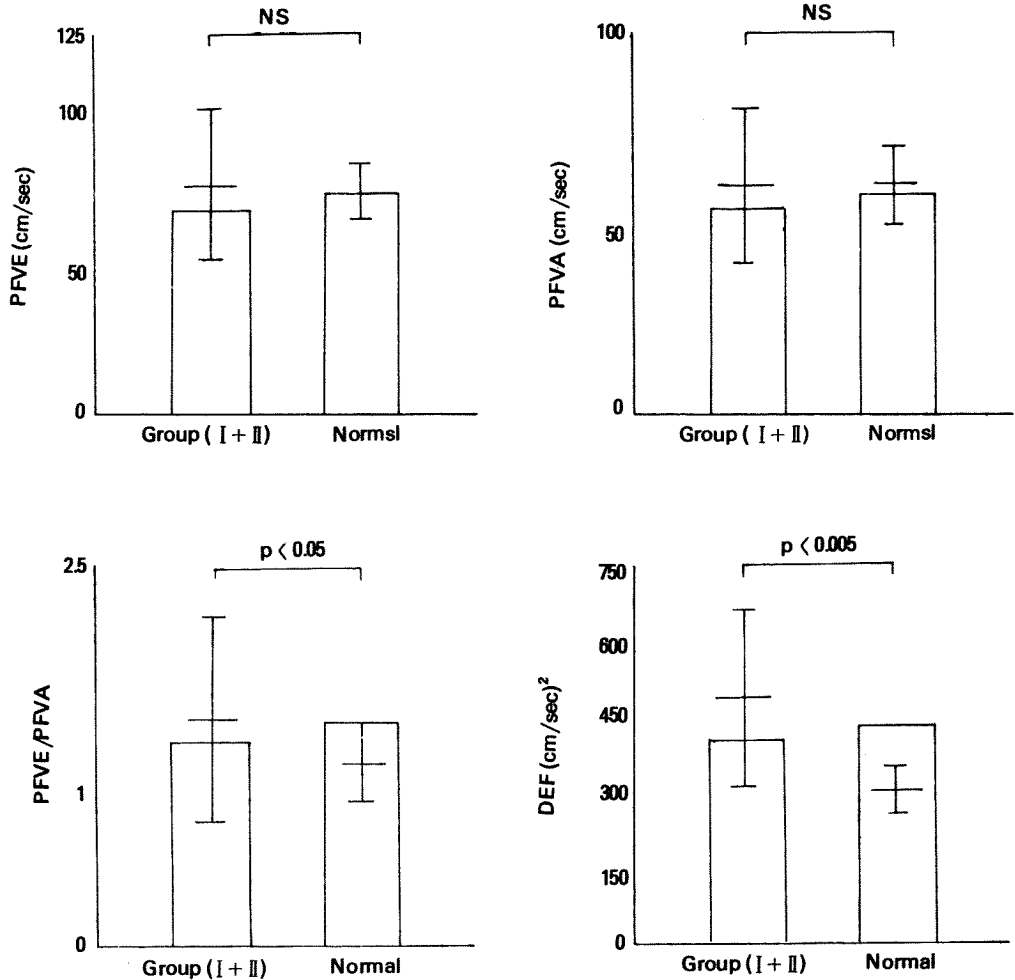 NS
125
100
50
0
PFVE (cm/sec)
Group ( I + II ) Normsl
NS
100
50
0
PFVA (cm/sec)
Group ( I + II ) Normsl
p < 0.05
2.5
1
0
PFVE/PFVA
Group ( I + II ) Normal
p < 0.005
750
600
450
300
150
0
DEF (cm/sec)²
Group ( I + II ) Normal